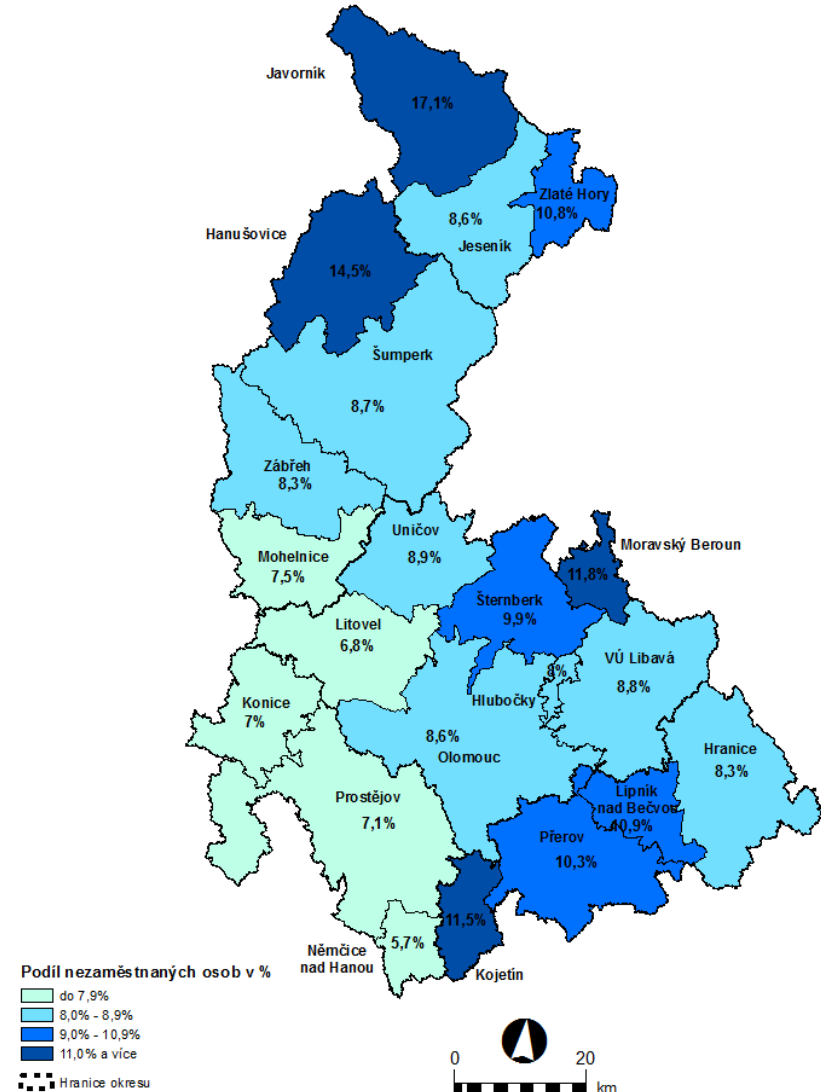 Javorník
17,1%
Zlaté Hory
10,8%
8,6%
Jeseník
Hanušovice
14,5%
Šumperk
8,7%
Zábřeh
8,3%
Uničov
8,9%
Moravský Beroun
11,8%
Mohelnice
7,5%
Šternberk
9,9%
Litovel
6,8%
VÚ Libavá
8,8%
8%
Hlubočky
Konice
7%
8,6%
Olomouc
Hranice
8,3%
Prostějov
7,1%
Lipník
nad Bečvou
10,9%
Přerov
10,3%
11,5%
Kojetín
5,7%
Němčice
nad Hanou
Podíl nezaměstnaných osob v %
do 7,9%
8,0% - 8,9%
9,0% - 10,9%
11,0% a více
Hranice okresu
0 20
km